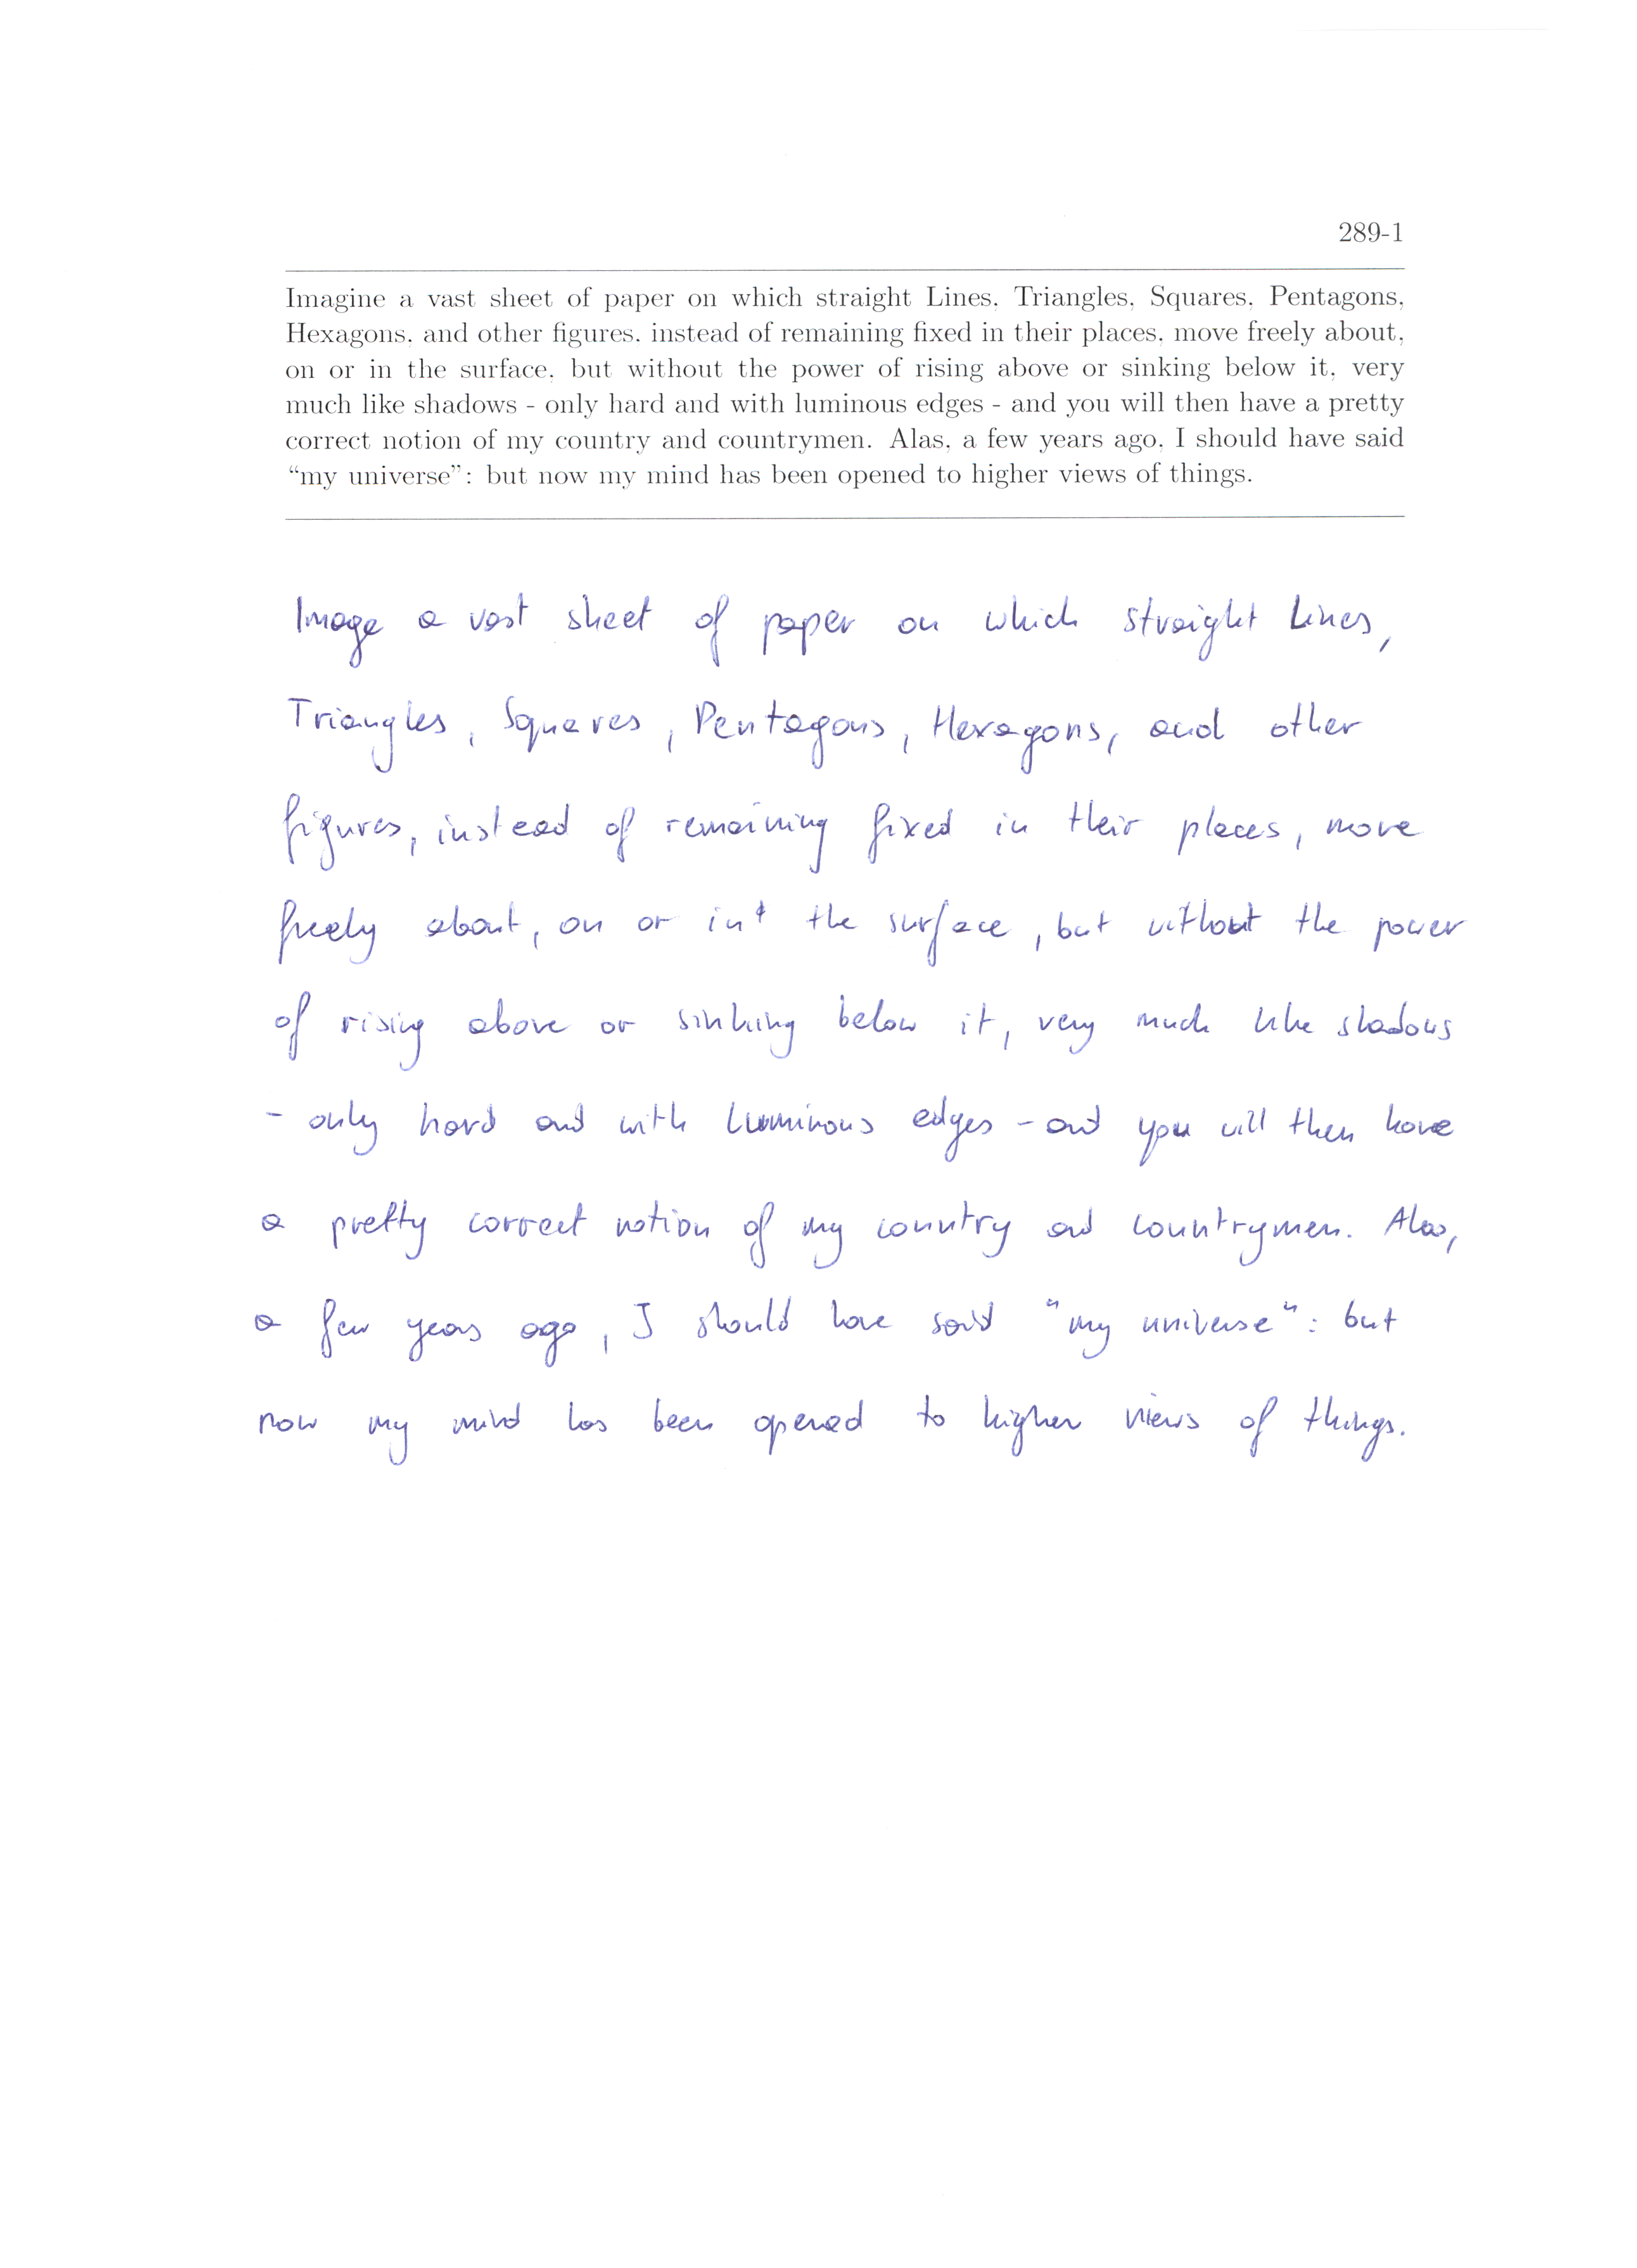 289-1
Imagine a vast sheet of paper on which straight Lines, Triangles, Squares, Pentagons,
Hexagons, and other figures, instead of remaining fixed in their places, move freely about,
on or in the surface, but without the power of rising above or sinking below it, very
much like shadows - only hard and with luminous edges - and you will then have a pretty
correct notion of my country and countrymen. Alas, a few years ago, I should have said
“my universe”: but now my mind has been opened to higher views of things.
Image a vast sheet of paper on which straight Lines,
Triangles, Squares, Pentagons, Hexagons, and other
figures, instead of remaining fixed in their places, move
freely about, on or in the surface, but without the power
of rising above or sinking below it, very much like shadows
- only hard and with luminous edges - and you will then have
a pretty correct notion of my country and countrymen. Alas,
a few years ago, I should have said "my universe": but
now my mind has been opened to higher views of things.